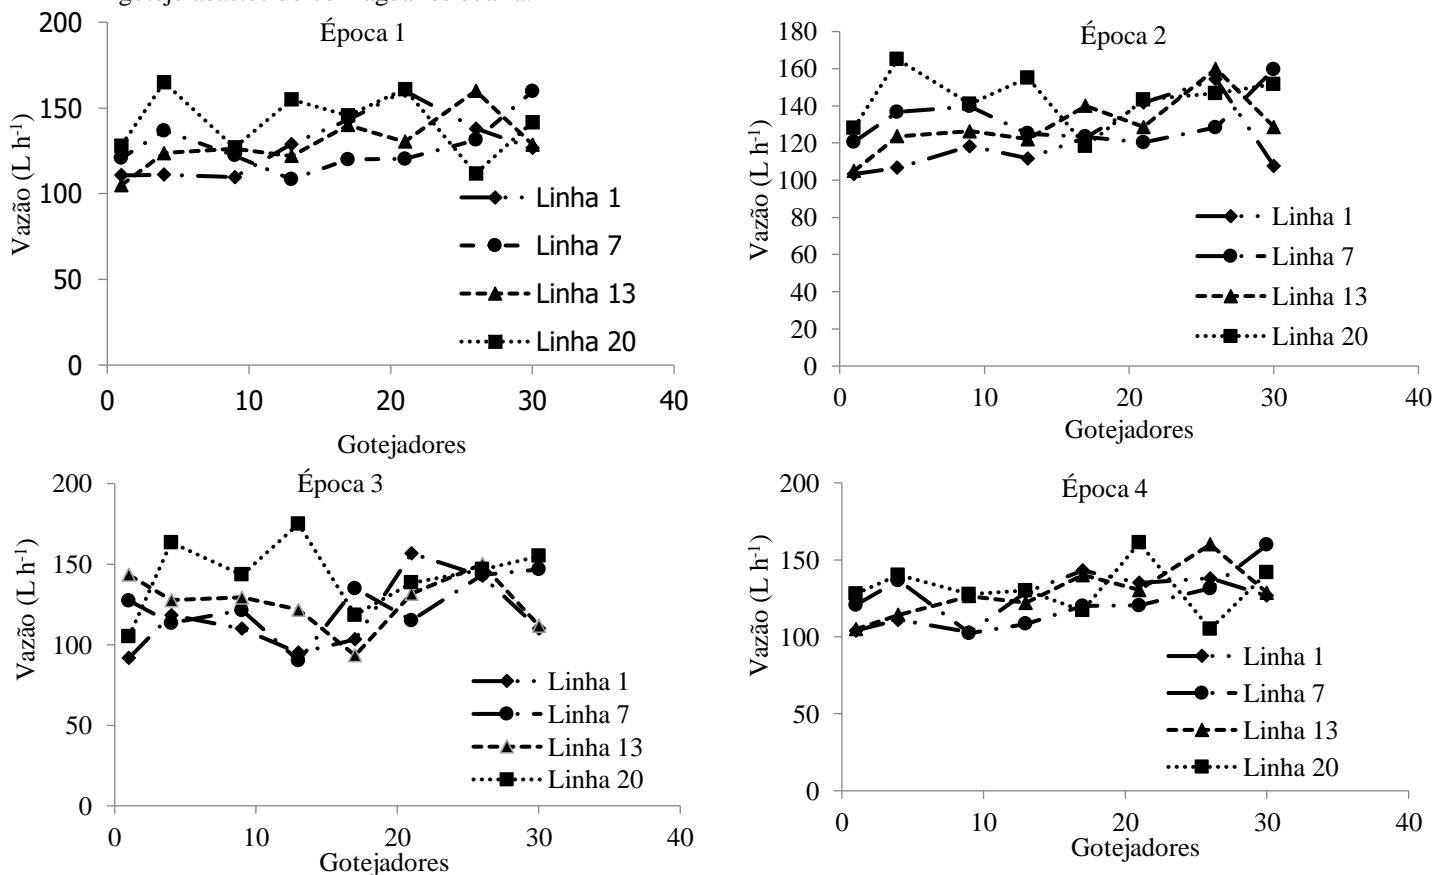 Época 1
200
150
100
50
0
Vazão (L h-1)
0 10 20 30 40
Gotejadores
Linha 1
Linha 7
Linha 13
Linha 20
Época 2
180
160
140
120
100
80
60
40
20
0
Vazão (L h-1)
0 10 20 30 40
Gotejadores
Linha 1
Linha 7
Linha 13
Linha 20
Época 3
200
150
100
50
0
Vazão (L h-1)
0 10 20 30 40
Gotejadores
Linha 1
Linha 7
Linha 13
Linha 20
Época 4
200
150
100
50
0
Vazão (L h-1)
0 10 20 30 40
Gotejadores
Linha 1
Linha 7
Linha 13
Linha 20